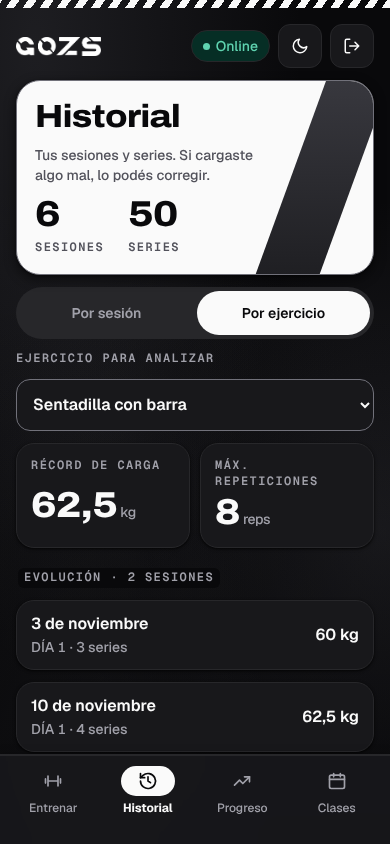 GOZS
Online
Historial
Tus sesiones y series. Si cargaste
algo mal, lo podés corregir.
6 50
SESIONES SERIES
Por sesión Por ejercicio
EJERCICIO PARA ANALIZAR
Sentadilla con barra
RÉCORD DE CARGA
62,5 kg
MÁX.
REPETICIONES
8 reps
EVOLUCIÓN · 2 SESIONES
3 de noviembre
DÍA 1 · 3 series
60 kg
10 de noviembre
DÍA 1 · 4 series
62,5 kg
Entrenar Historial Progreso Clases